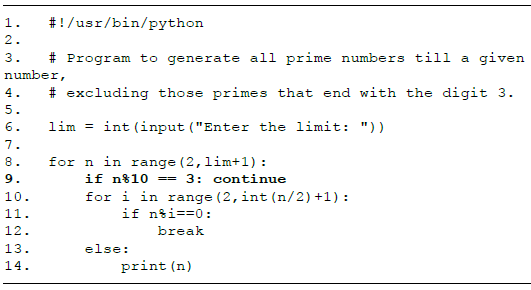 1. #!/usr/bin/python
2.
3. # Program to generate all prime numbers till a given
number,
4. # excluding those primes that end with the digit 3.
5.
6. lim = int(input("Enter the limit: "))
7.
8. for n in range(2,lim+1):
9. if n%10 == 3: continue
10. for i in range(2,int(n/2)+1):
11. if n%i==0:
12. break
13. else:
14. print(n)